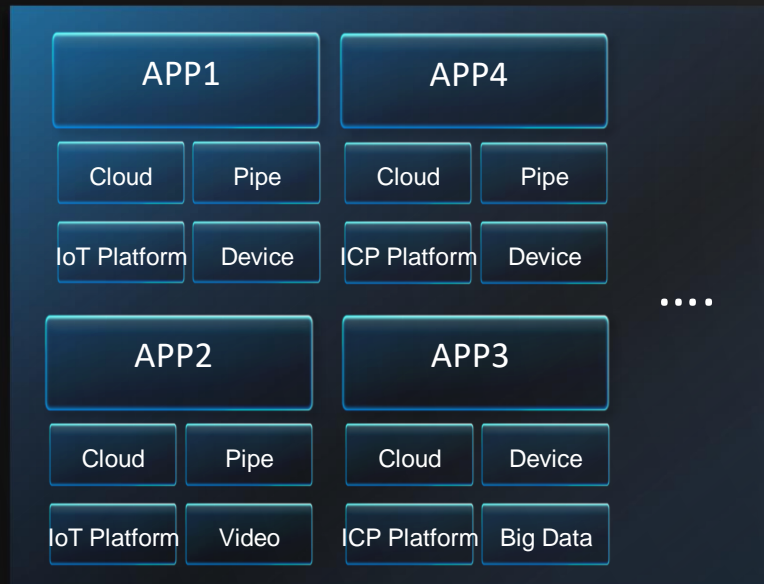 APP1
Cloud
Pipe
IoT Platform
Device
APP4
Cloud
Pipe
ICP Platform
Device
APP2
Cloud
Pipe
IoT Platform
Video
APP3
Cloud
Device
ICP Platform
Big Data
....